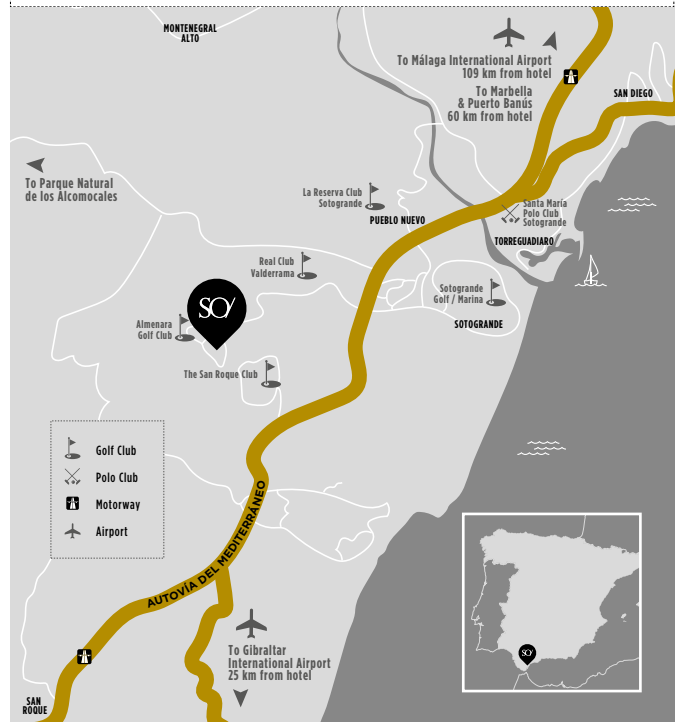 MONTENEGRAL
ALTO
To Málaga International Airport
109 km from hotel
To Marbella
& Puerto Banús
60 km from hotel
SAN DIEGO
To Parque Natural
de los Alcomocales
La Reserva Club
Sotogrande
PUEBLO NUEVO
Santa María
Polo Club
Sotogrande
TORREGUADIARO
Real Club
Valderrama
SO/
Sotogrande
Golf / Marina
SOTOGRANDE
Almenara
Golf Club
The San Roque Club
Golf Club
Polo Club
Motorway
Airport
AUTOVÍA DEL MEDITERRÁNEO
To Gibraltar
International Airport
25 km from hotel
SAN
ROQUE
SO/